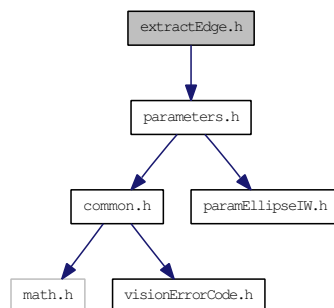 extractEdge.h
parameters.h
common.h
paramEllipseIW.h
math.h
visionErrorCode.h